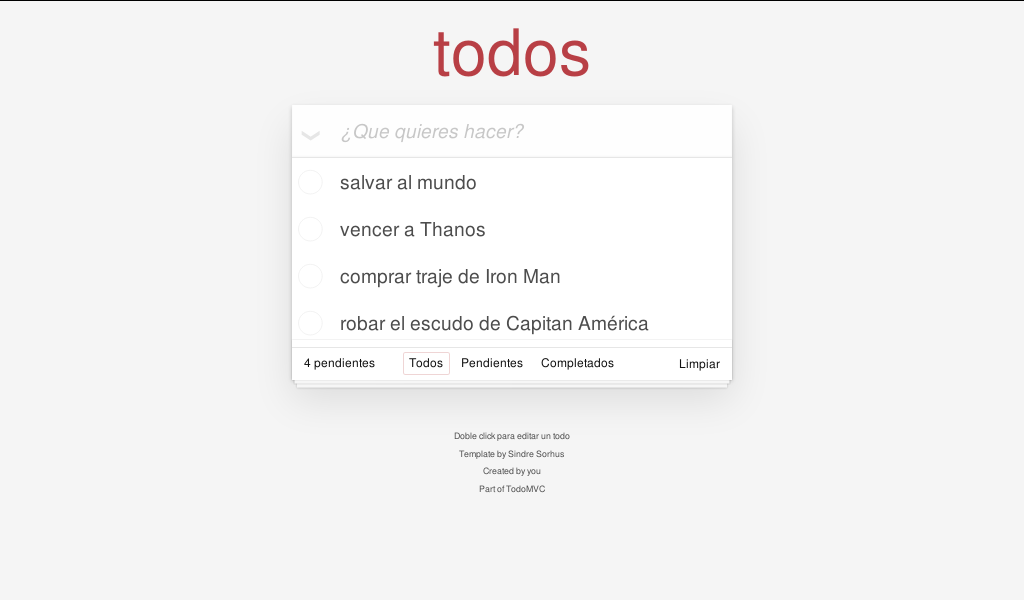 todos
¿Que quieres hacer?
salvar al mundo
vencer a Thanos
comprar traje de Iron Man
robar el escudo de Capitan América
4 pendientes Todos Pendientes Completados Limpiar
Doble click para editar un todo
Template by Sindre Sorhus
Created by you
Part of TodoMVC